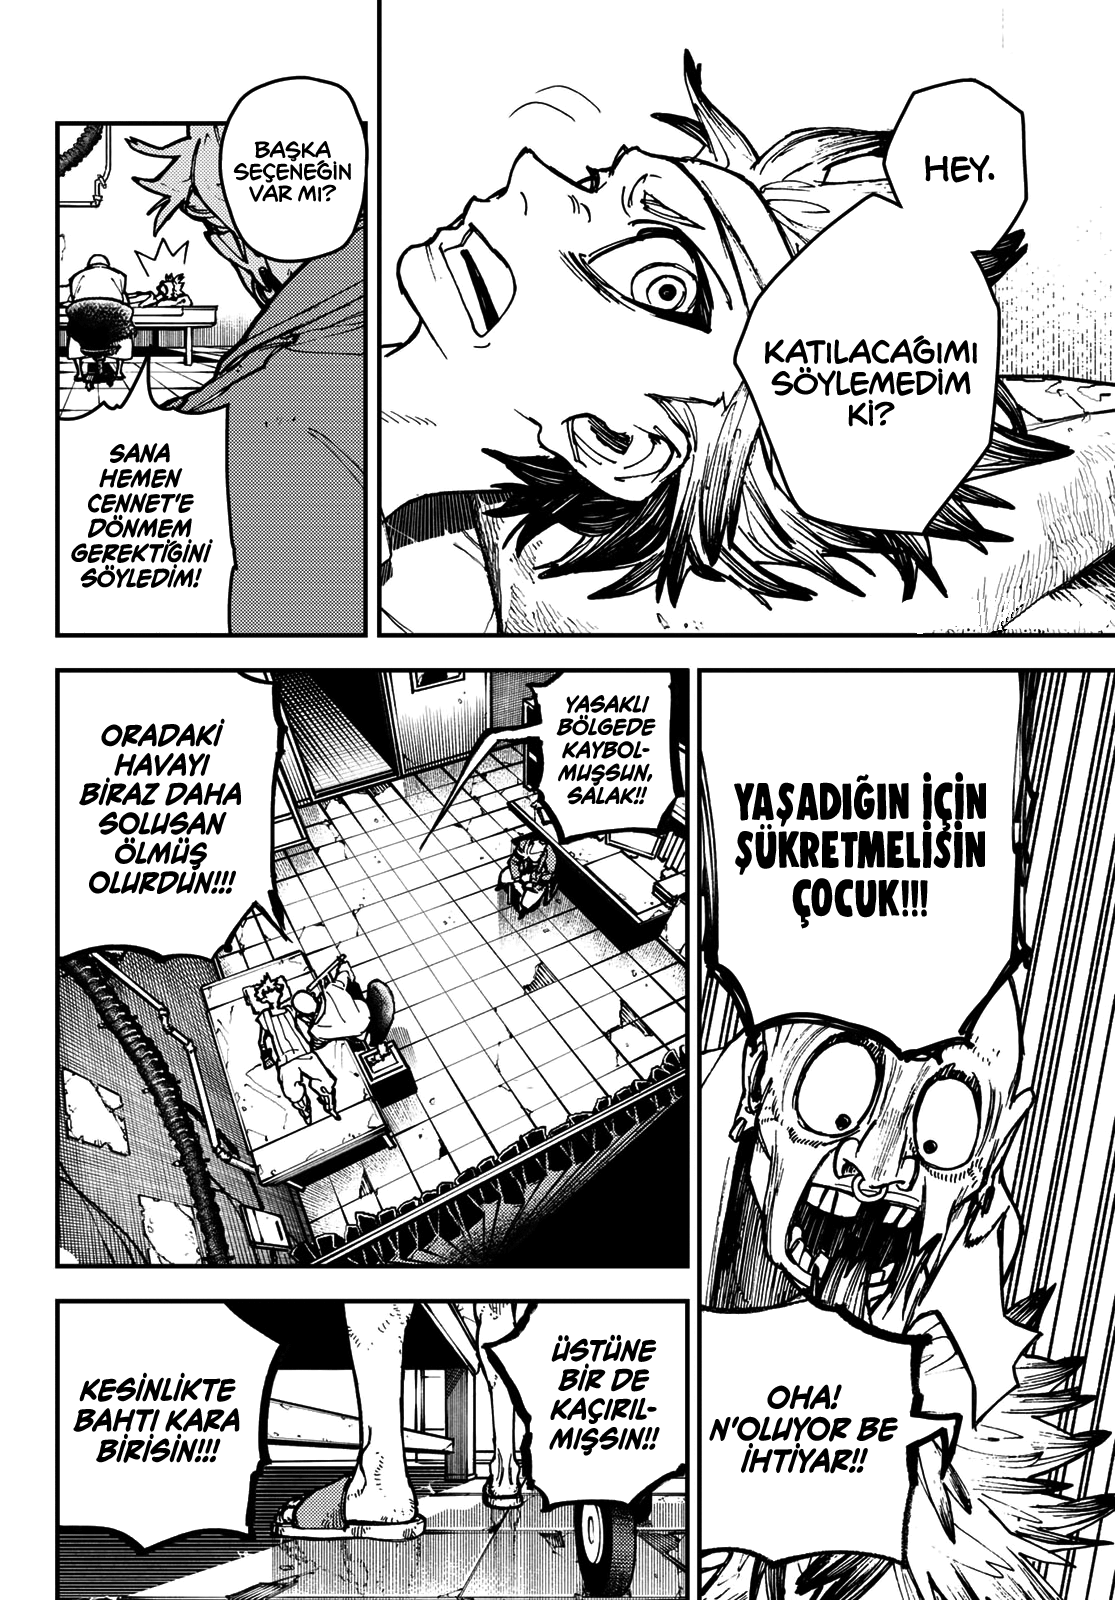 HEY.
KATILACAĞIMI
SÖYLEMEDİM
Kİ?
BAŞKA
SEÇENEĞİN
VAR MI?
SANA
HEMEN
CENNET'E
DÖNMEM
GEREKTİĞİNİ
SÖYLEDİM!
YAŞADIĞIN İÇİN
ŞÜKRETMELİSİN
ÇOCUK!!!
OHA!
N'OLUYOR BE
İHTİYAR!!
YASAKLI
BÖLGEDE
KAYBOL-
MUŞSUN,
SALAK!!
ORADAKİ
HAVAYI
BİRAZ DAHA
SOLUSAN
ÖLMÜŞ
OLURDUN!!!
ÜSTÜNE
BİR DE
KAÇIRIL-
MIŞSIN!!
KESİNLİKTE
BAHTI KARA
BİRİSİN!!!